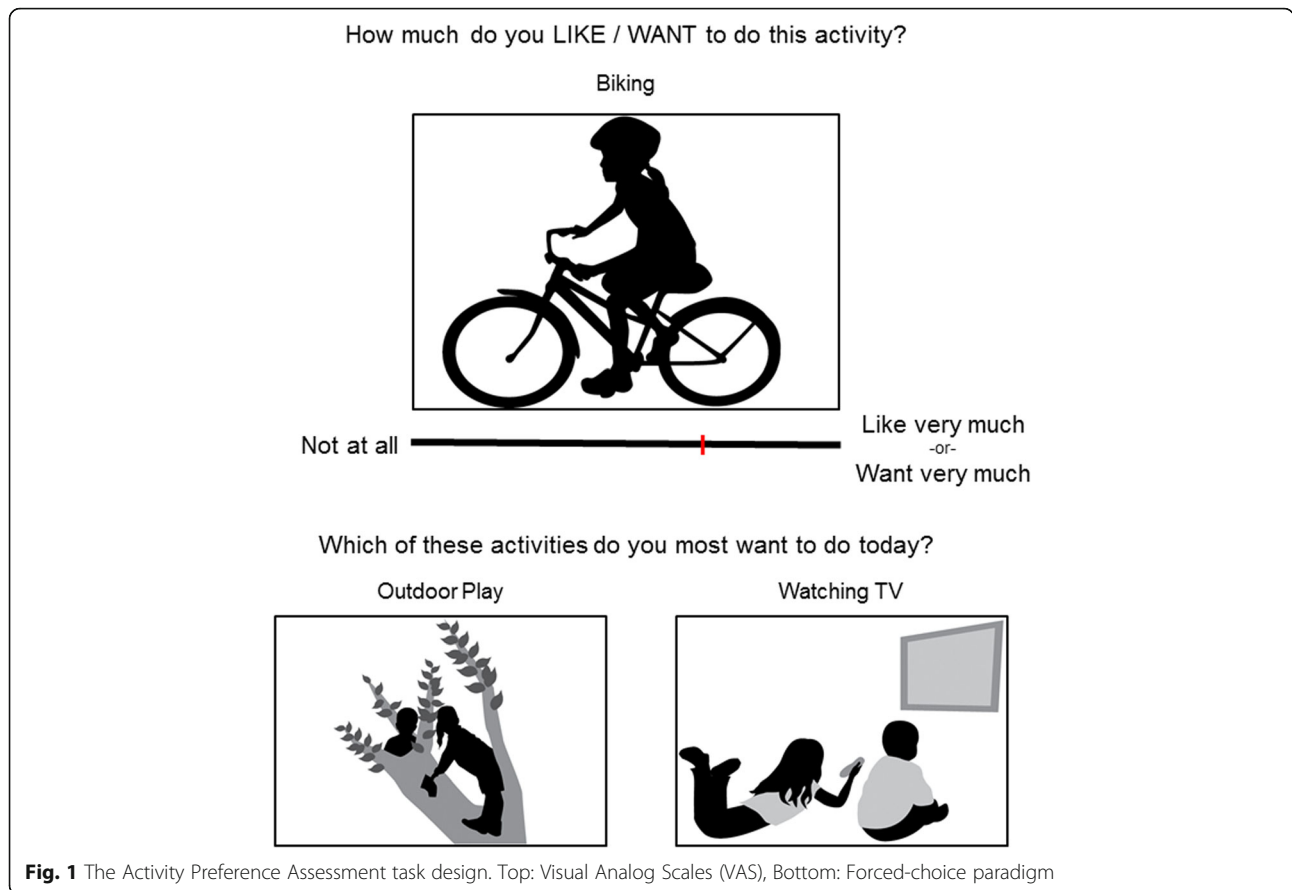 How much do you LIKE / WANT to do this activity?
Biking
Not at all
Like very much
-or-
Want very much
Which of these activities do you most want to do today?
Outdoor Play
Watching TV
Fig. 1 The Activity Preference Assessment task design. Top: Visual Analog Scales (VAS), Bottom: Forced-choice paradigm